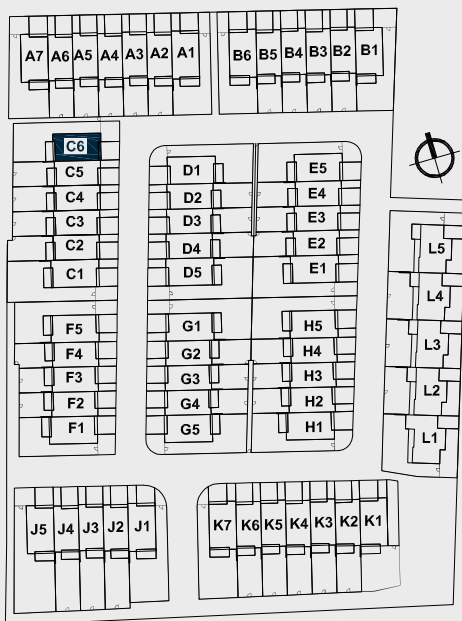 A7 A6 A5 A4 A3 A2 A1
B6 B5 B4 B3 B2 B1
C6
C5
C4
C3
C2
C1
D1
D2
D3
D4
D5
E5
E4
E3
E2
E1
F5
F4
F3
F2
F1
G1
G2
G3
G4
G5
H5
H4
H3
H2
H1
L5
L4
L3
L2
L1
J5 J4 J3 J2 J1
K7 K6 K5 K4 K3 K2 K1